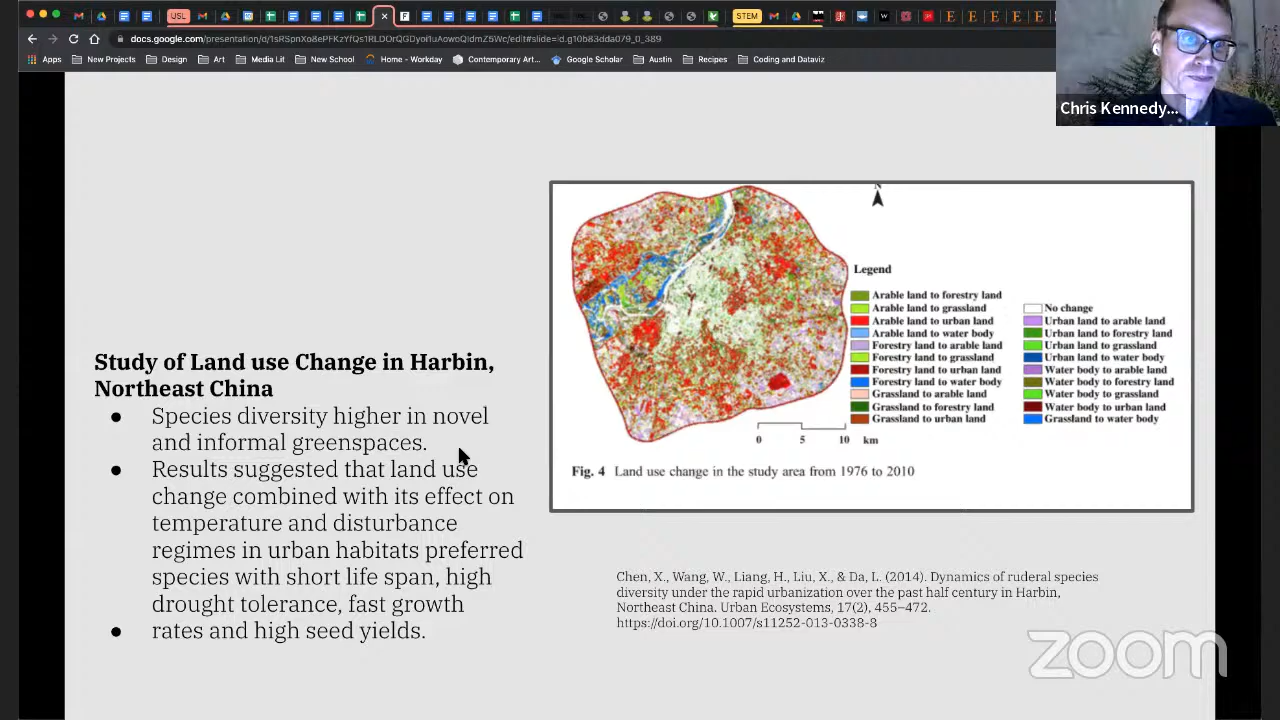 USL
STEM
docs.google.com/presentation/d/1sRSpnXo8ePFKzYfQs1RLDOrQGDyoi1uAowoQidmZ5Wc/edit#slide=id.g10b83dda079_0_389
Apps New Projects Design Art Media Lit New School Home - Workday Contemporary Art... Google Scholar Austin Recipes Coding and Dataviz
Chris Kennedy...
Study of Land use Change in Harbin,
Northeast China
● Species diversity higher in novel
and informal greenspaces.
● Results suggested that land use
change combined with its effect on
temperature and disturbance
regimes in urban habitats preferred
species with short life span, high
drought tolerance, fast growth
● rates and high seed yields.
N
Legend
Arable land to forestry land
Arable land to grassland
Arable land to urban land
Arable land to water body
Forestry land to arable land
Forestry land to grassland
Forestry land to urban land
Forestry land to water body
Grassland to arable land
Grassland to forestry land
Grassland to urban land
No change
Urban land to arable land
Urban land to forestry land
Urban land to grassland
Urban land to water body
Water body to arable land
Water body to forestry land
Water body to grassland
Water body to urban land
Grassland to water body
0 5 10 km
Fig. 4 Land use change in the study area from 1976 to 2010
Chen, X., Wang, W., Liang, H., Liu, X., & Da, L. (2014). Dynamics of ruderal species
diversity under the rapid urbanization over the past half century in Harbin,
Northeast China. Urban Ecosystems, 17(2), 455–472.
https://doi.org/10.1007/s11252-013-0338-8
zoom